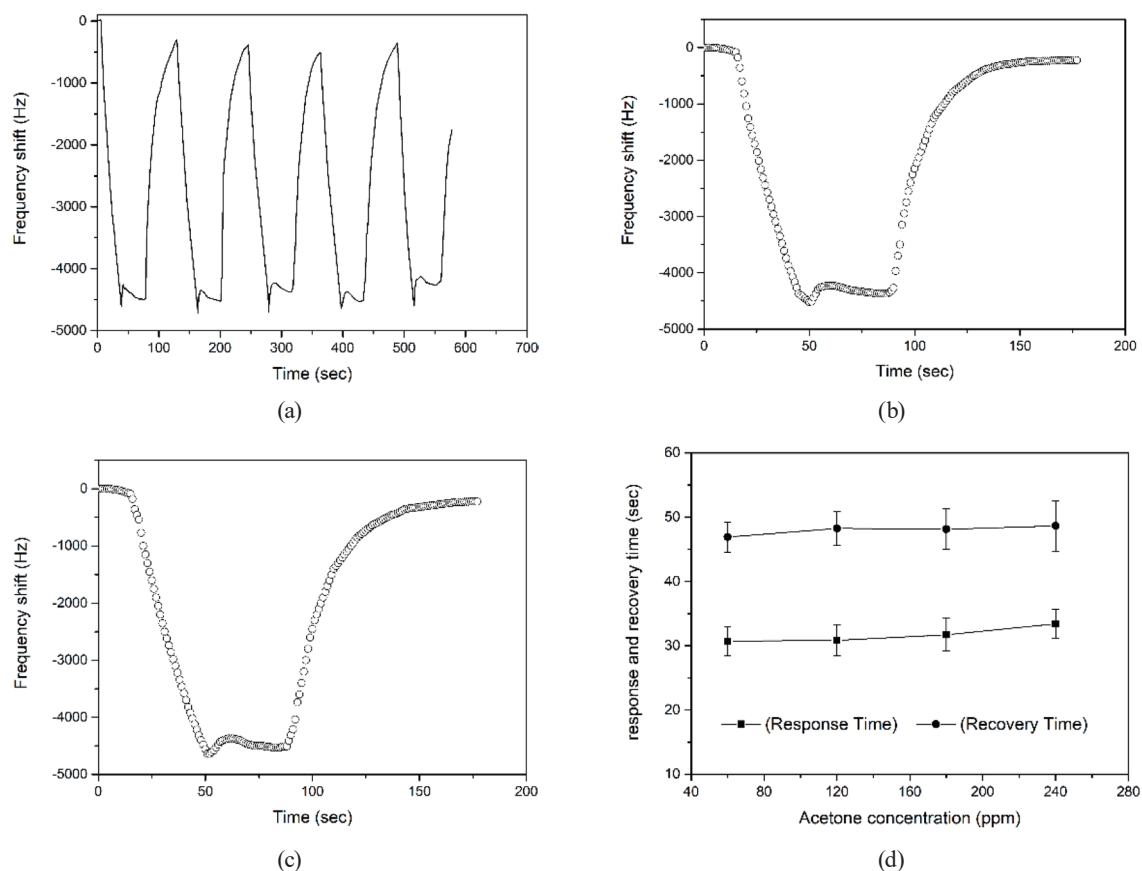 0
-1000
-2000
-3000
-4000
-5000
0 100 200 300 400 500 600 700
Frequency shift (Hz)
Time (sec)
(a)
0
-1000
-2000
-3000
-4000
-5000
0 50 100 150 200
Frequency shift (Hz)
Time (sec)
(b)
0
-1000
-2000
-3000
-4000
-5000
0 50 100 150 200
Frequency shift (Hz)
Time (sec)
(c)
60
50
40
30
20
10
40 80 120 160 200 240 280
response and recovery time (sec)
(Response Time) (Recovery Time)
Acetone concentration (ppm)
(d)